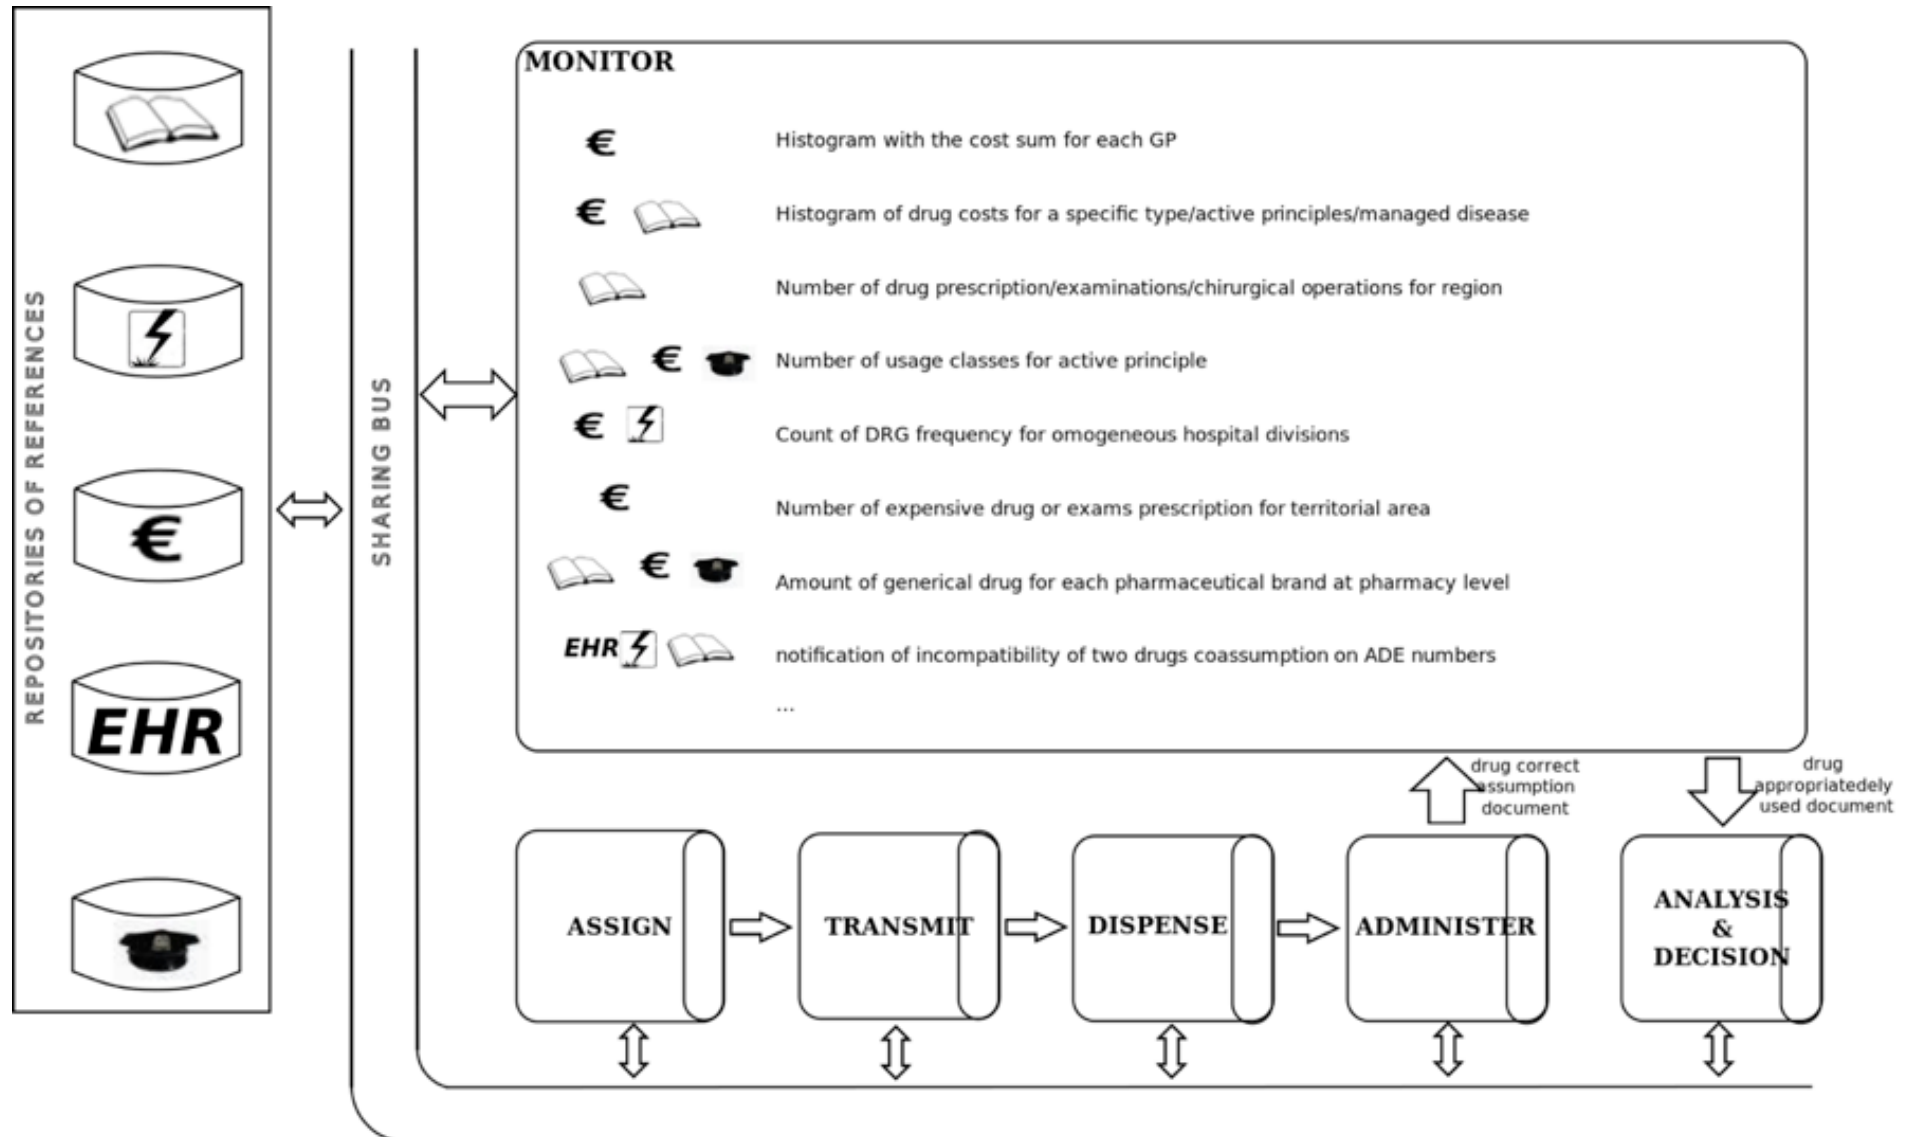 REPOSITORIES OF REFERENCES
€
EHR
SHARING BUS
MONITOR
€ Histogram with the cost sum for each GP
€ Histogram of drug costs for a specific type/active principles/managed disease
Number of drug prescription/examinations/chirurgical operations for region
€ Number of usage classes for active principle
€ Count of DRG frequency for omogeneous hospital divisions
€ Number of expensive drug or exams prescription for territorial area
€ Amount of generical drug for each pharmaceutical brand at pharmacy level
EHR notification of incompatibility of two drugs coassumption on ADE numbers
...
drug correct
assumption
document
drug
appropriatedely
used document
ASSIGN
TRANSMIT
DISPENSE
ADMINISTER
ANALYSIS
&
DECISION